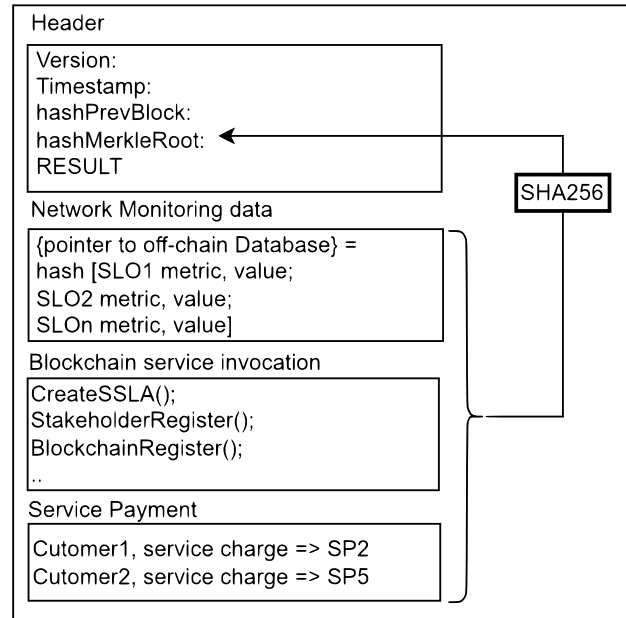 Header
Version:
Timestamp:
hashPrevBlock:
hashMerkleRoot:
RESULT
SHA256
Network Monitoring data
{pointer to off-chain Database} =
hash [SLO1 metric, value;
SLO2 metric, value;
SLOn metric, value]
Blockchain service invocation
CreateSSLA();
StakeholderRegister();
BlockchainRegister();
..
Service Payment
Cutomer1, service charge => SP2
Cutomer2, service charge => SP5